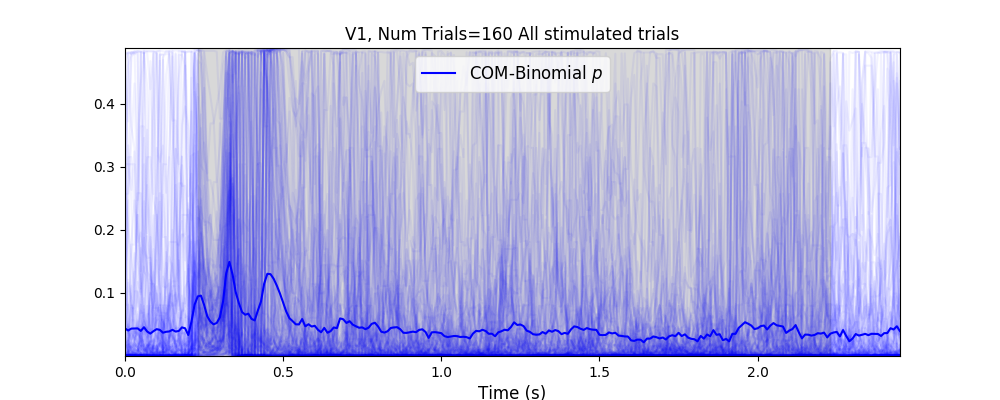 V1, Num Trials=160 All stimulated trials
COM-Binomial p
0.4
0.3
0.2
0.1
0.0 0.5 1.0 1.5 2.0
Time (s)